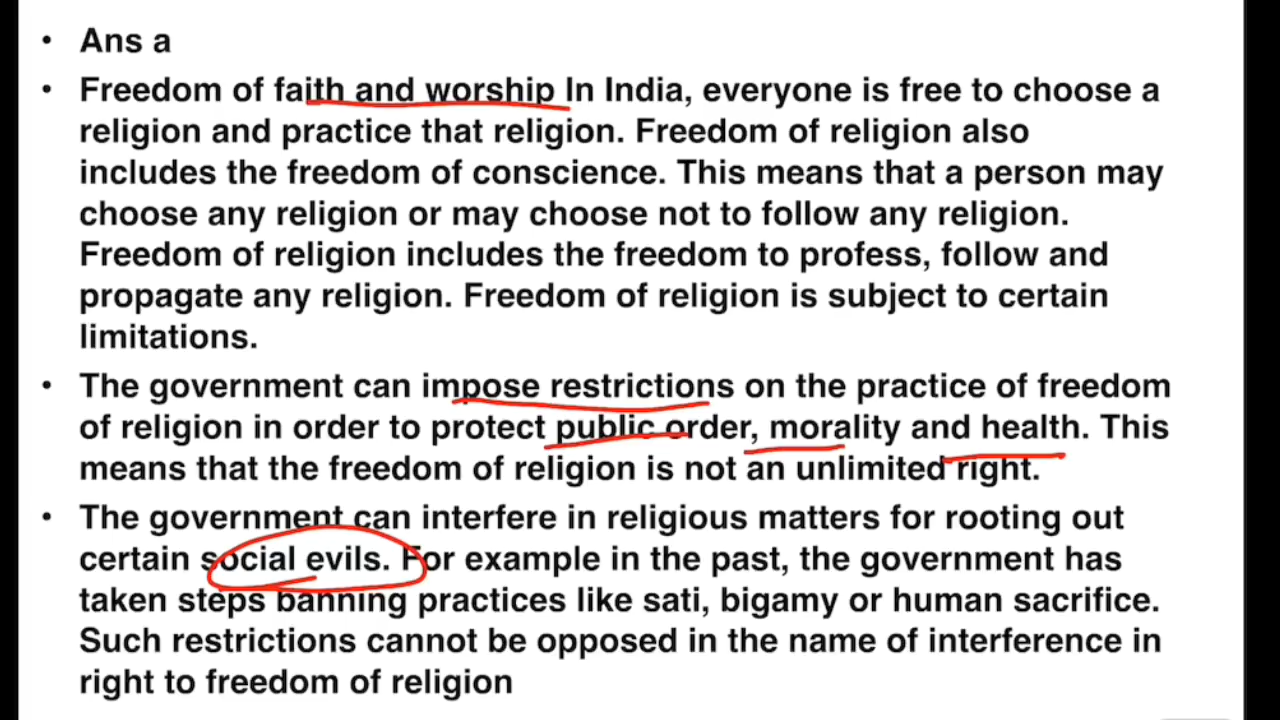 • Ans a
• Freedom of faith and worship In India, everyone is free to choose a
religion and practice that religion. Freedom of religion also
includes the freedom of conscience. This means that a person may
choose any religion or may choose not to follow any religion.
Freedom of religion includes the freedom to profess, follow and
propagate any religion. Freedom of religion is subject to certain
limitations.
• The government can impose restrictions on the practice of freedom
of religion in order to protect public order, morality and health. This
means that the freedom of religion is not an unlimited right.
• The government can interfere in religious matters for rooting out
certain social evils. For example in the past, the government has
taken steps banning practices like sati, bigamy or human sacrifice.
Such restrictions cannot be opposed in the name of interference in
right to freedom of religion